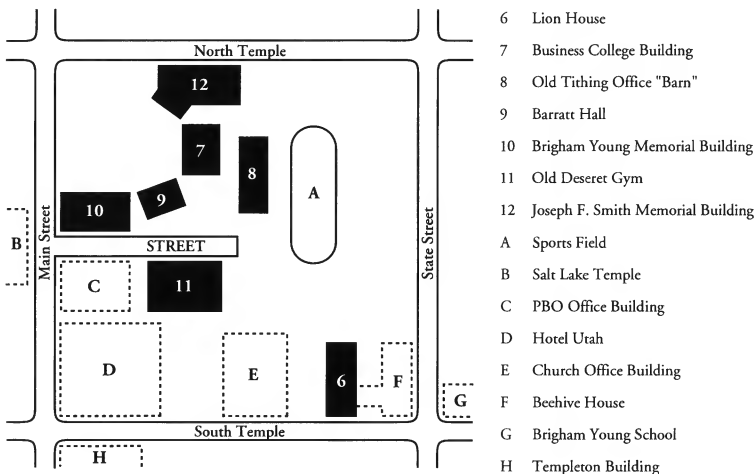 North Temple
12
7
8
A
9
10
B
Main Street
STREET
State Street
C
11
D
E
6
F
G
South Temple
H
6 Lion House
7 Business College Building
8 Old Tithing Office "Barn"
9 Barratt Hall
10 Brigham Young Memorial Building
11 Old Deseret Gym
12 Joseph F. Smith Memorial Building
A Sports Field
B Salt Lake Temple
C PBO Office Building
D Hotel Utah
E Church Office Building
F Beehive House
G Brigham Young School
H Templeton Building